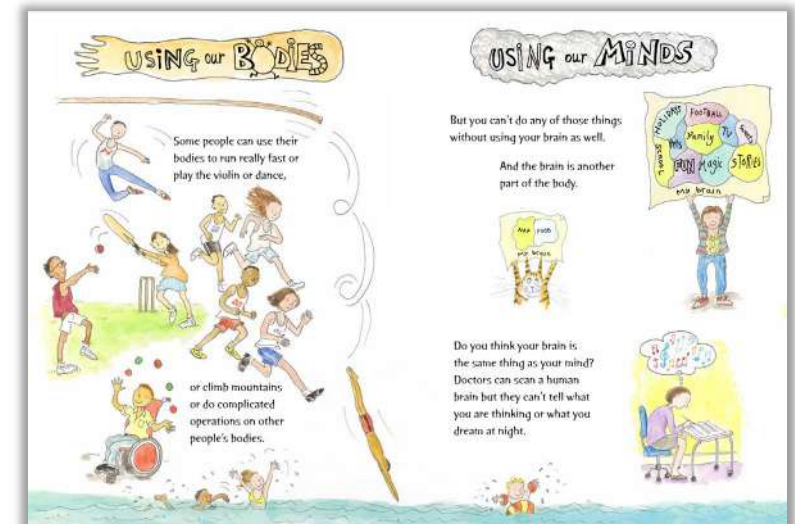 USiNG our BODiES
Some people can use their
bodies to run really fast or
play the violin or dance,
or climb mountains
or do complicated
operations on other
people's bodies.
USiNG our MiNDS
But you can't do any of those things
without using your brain as well.
And the brain is another
part of the body.
HOLIDAYS
FOOTBALL
Family
TV
Sweets
Pets
SCHOOL
FUN
Magic
STORIES
my brain
NAP
FOOD
my brain
Do you think your brain is
the same thing as your mind?
Doctors can scan a human
brain but they can't tell what
you are thinking or what you
dream at night.